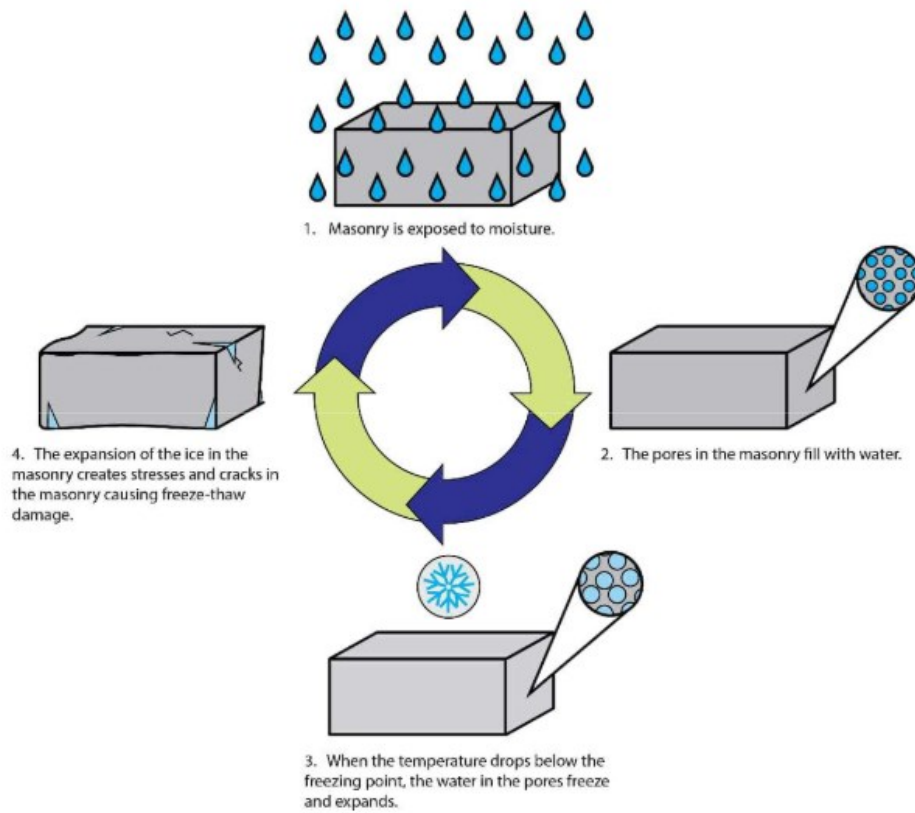 1. Masonry is exposed to moisture.
2. The pores in the masonry fill with water.
3. When the temperature drops below the
freezing point, the water in the pores freeze
and expands.
4. The expansion of the ice in the
masonry creates stresses and cracks in
the masonry causing freeze-thaw
damage.